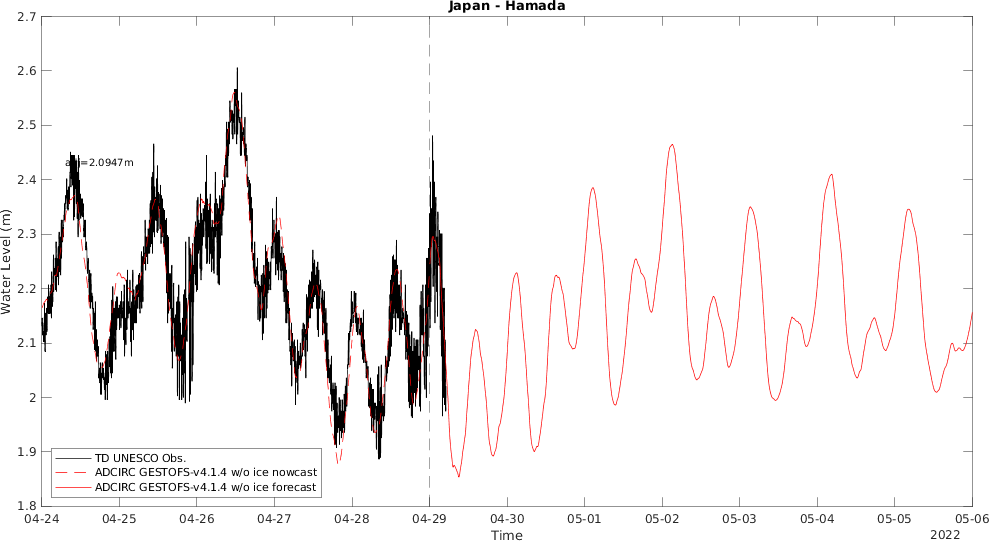 Japan - Hamada
2.7
2.6
2.5
2.4
2.3
2.2
2.1
2
1.9
1.8
Water Level (m)
=2.0947m
TD UNESCO Obs.
ADCIRC GESTOFS-v4.1.4 w/o ice nowcast
ADCIRC GESTOFS-v4.1.4 w/o ice forecast
04-24 04-25 04-26 04-27 04-28 04-29 04-30 05-01 05-02 05-03 05-04 05-05 05-06
Time
2022